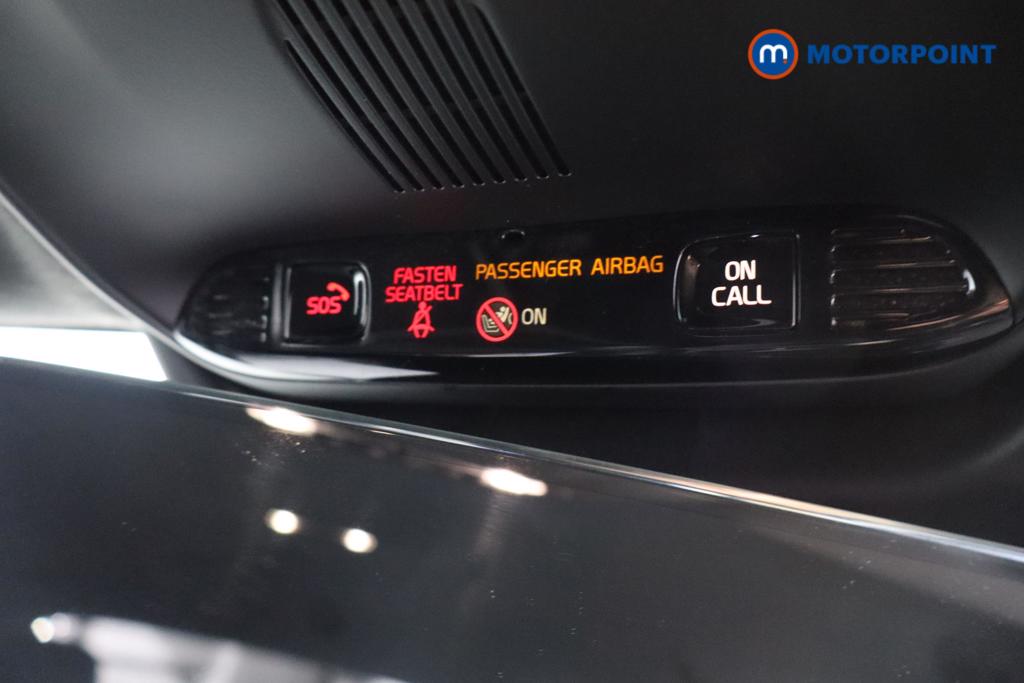 m MOTORPOINT
SOS
FASTEN
SEATBELT
PASSENGER AIRBAG
ON
ON
CALL